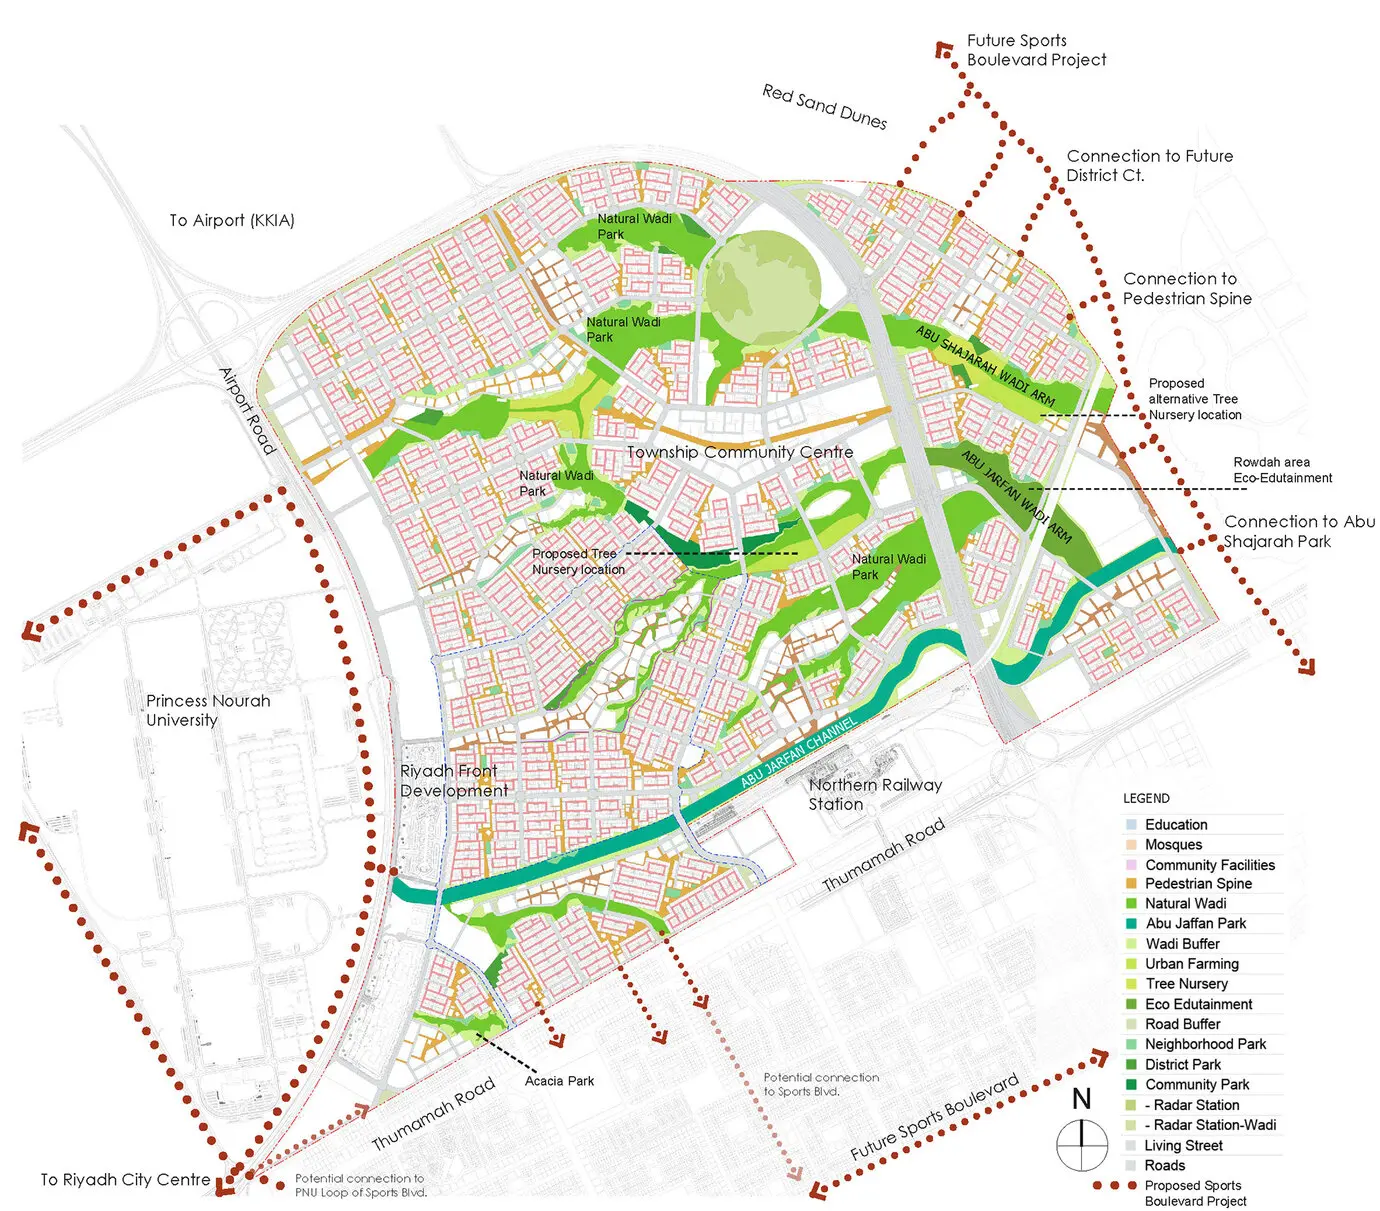 Future Sports
Boulevard Project
Red Sand Dunes
Connection to Future
District Ct.
To Airport (KKIA)
Natural Wadi
Park
Connection to
Pedestrian Spine
Natural Wadi
Park
ABU SHAJARAH WADI ARM
Airport Road
Proposed
alternative Tree
Nursery location
Township Community Centre
ABU JARFAN WADI ARM
Rowdah area
Eco-Edutainment
Natural Wadi
Park
Connection to Abu
Shajarah Park
Proposed Tree
Nursery location
Natural Wadi
Park
Princess Nourah
University
Riyadh Front
Development
ABU JARFAN CHANNEL
Northern Railway
Station
Thumamah Road
LEGEND
Education
Mosques
Community Facilities
Pedestrian Spine
Natural Wadi
Abu Jaffan Park
Wadi Buffer
Urban Farming
Tree Nursery
Eco Edutainment
Road Buffer
Neighborhood Park
District Park
Community Park
- Radar Station
- Radar Station-Wadi
Living Street
Roads
Proposed Sports
Boulevard Project
N
Acacia Park
Thumamah Road
Potential connection
to Sports Blvd.
Future Sports Boulevard
To Riyadh City Centre
Potential connection to
PNU Loop of Sports Blvd.